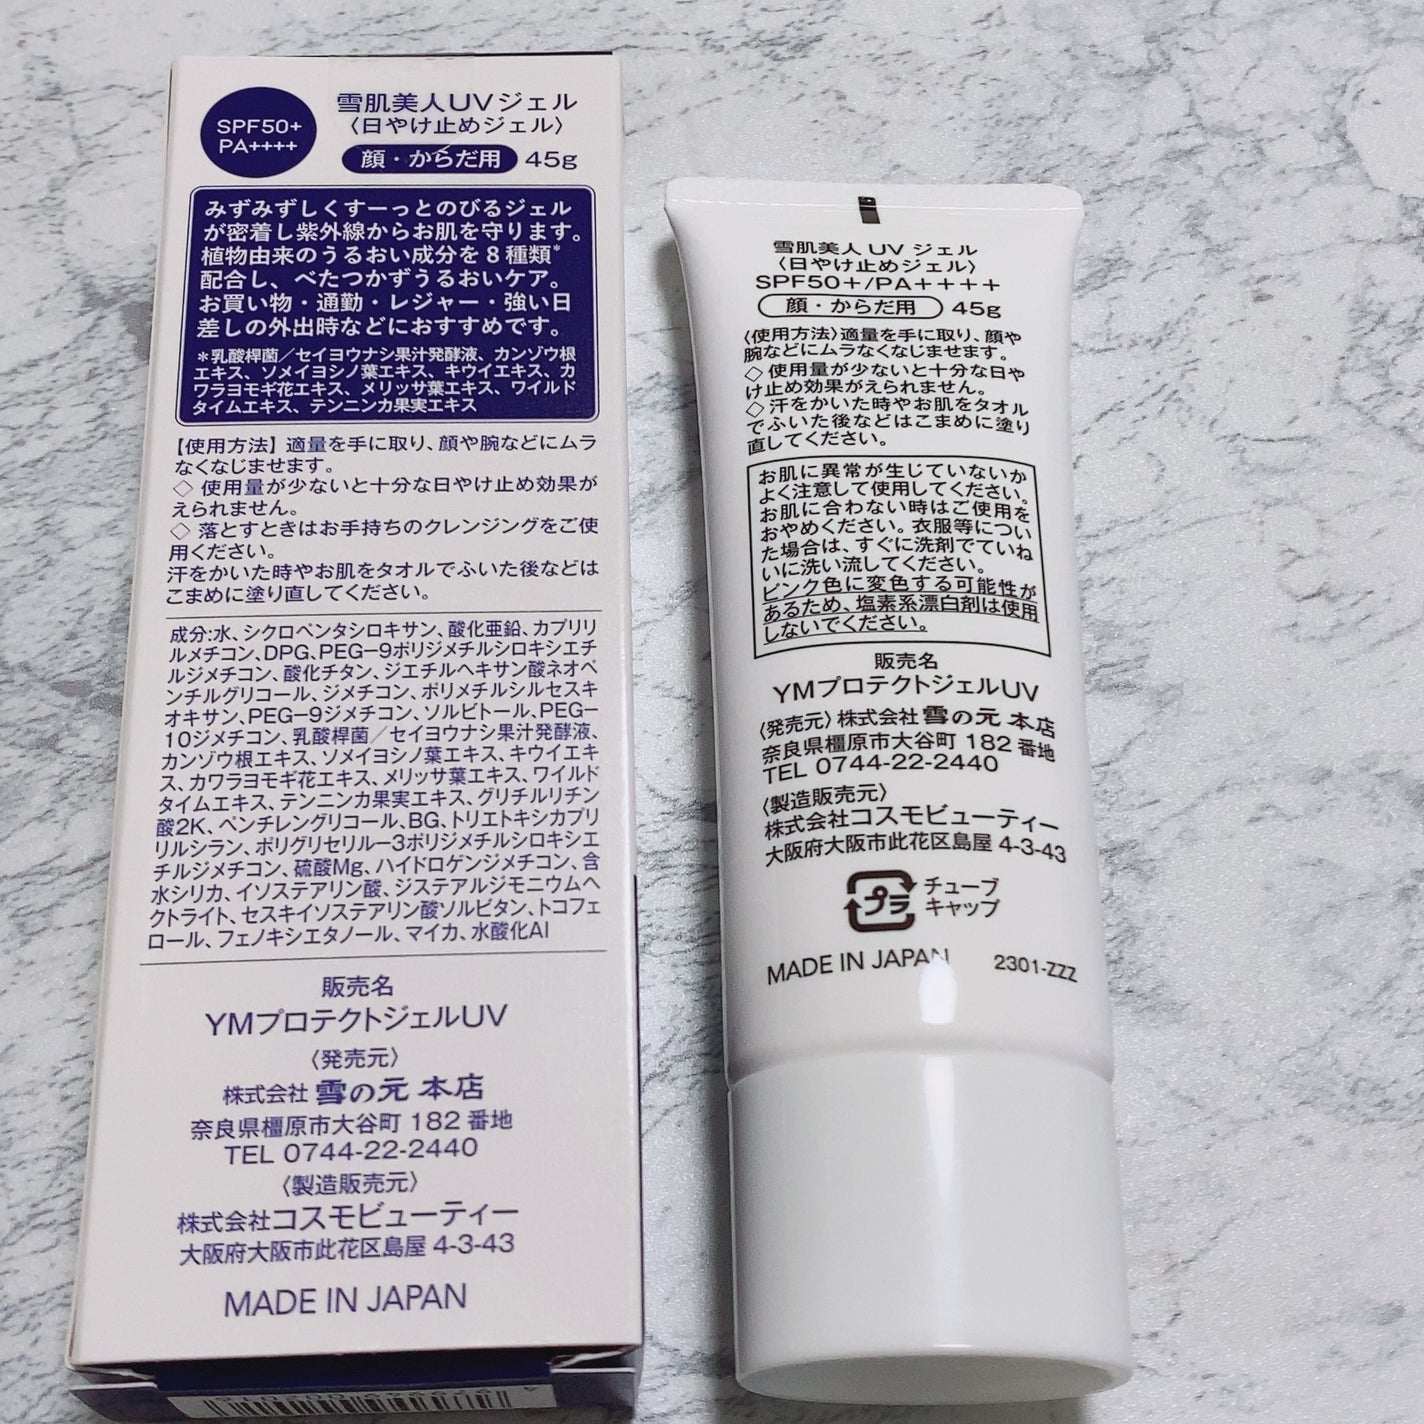 SPF50+
PA++++
雪肌美人UVジェル
〈日やけ止めジェル〉
顔・からだ用 45g
みずみずしくすーっとのびるジェル
が密着し紫外線からお肌を守ります。
植物由来のうるおい成分を8種類*
配合し、べたつかずうるおいケア。
お買い物・通勤・レジャー・強い日
差しの外出時などにおすすめです。
*乳酸桿菌／セイヨウナシ果汁発酵液、カンゾウ根
エキス、ソメイヨシノ葉エキス、キウイエキス、カ
ワラヨモギ花エキス、メリッサ葉エキス、ワイルド
タイムエキス、テンニンカ果実エキス
【使用方法】適量を手に取り、顔や腕などにムラ
なくなじませます。
◇使用量が少ないと十分な日やけ止め効果が
えられません。
◇落とすときはお手持ちのクレンジングをご使
用ください。
汗をかいた時やお肌をタオルでふいた後などは
こまめに塗り直してください。
成分:水、シクロペンタシロキサン、酸化亜鉛、カプリリ
ルメチコン、DPG、PEG-9ポリジメチルシロキシエチ
ルジメチコン、酸化チタン、ジエチルヘキサン酸ネオペ
ンチルグリコール、ジメチコン、ポリメチルシルセスキ
オキサン、PEG-9ジメチコン、ソルビトール、PEG-
10ジメチコン、乳酸桿菌／セイヨウナシ果汁発酵液、
カンゾウ根エキス、ソメイヨシノ葉エキス、キウイエキ
ス、カワラヨモギ花エキス、メリッサ葉エキス、ワイルド
タイムエキス、テンニンカ果実エキス、グリチルリチン
酸2K、ペンチレングリコール、BG、トリエトキシカプリ
リルシラン、ポリグリセリル-3ポリジメチルシロキシエ
チルジメチコン、硫酸Mg、ハイドロゲンジメチコン、含
水シリカ、イソステアリン酸、ジステアルジモニウムヘ
クトライト、セスキイソステアリン酸ソルビタン、トコフェ
ロール、フェノキシエタノール、マイカ、水酸化Al
販売名
YMプロテクトジェルUV
〈発売元〉
株式会社 雪の元 本店
奈良県橿原市大谷町 182 番地
TEL 0744-22-2440
〈製造販売元〉
株式会社コスモビューティー
大阪府大阪市此花区島屋 4-3-43
MADE IN JAPAN
雪肌美人 UV ジェル
〈日やけ止めジェル〉
SPF50+/PA++++
顔・からだ用 45g
〈使用方法〉適量を手に取り、顔や
腕などにムラなくなじませます。
◇使用量が少ないと十分な日や
け止め効果がえられません。
◇汗をかいた時やお肌をタオル
でふいた後などはこまめに塗り
直してください。
お肌に異常が生じていないか
よく注意して使用してください。
お肌に合わない時はご使用を
おやめください。衣服等につい
た場合は、すぐに洗剤でていね
いに洗い流してください。
ピンク色に変色する可能性が
あるため、塩素系漂白剤は使用
しないでください。
販売名
YMプロテクトジェルUV
〈発売元〉株式会社 雪の元 本店
奈良県橿原市大谷町 182 番地
TEL 0744-22-2440
〈製造販売元〉
株式会社コスモビューティー
大阪府大阪市此花区島屋 4-3-43
プラ チューブ
キャップ
MADE IN JAPAN 2301-ZZZ